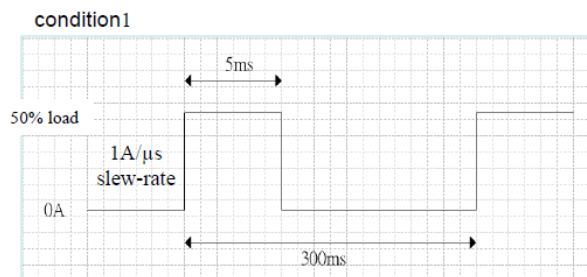 condition1
5ms
50% load
1A/µs
slew-rate
0A
300ms